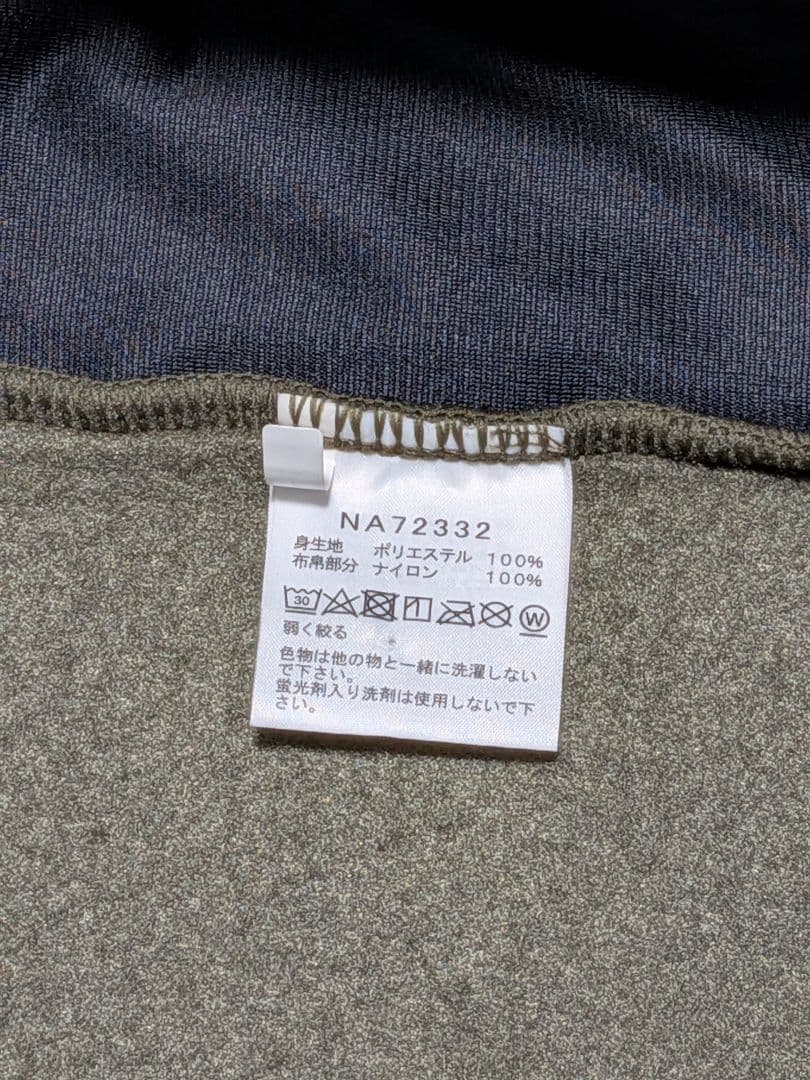 NA72332
身生地 ポリエステル 100%
布帛部分 ナイロン 100%
30 W
弱く絞る
色物は他の物と一緒に洗濯しない
で下さい。
蛍光剤入り洗剤は使用しないで下
さい。